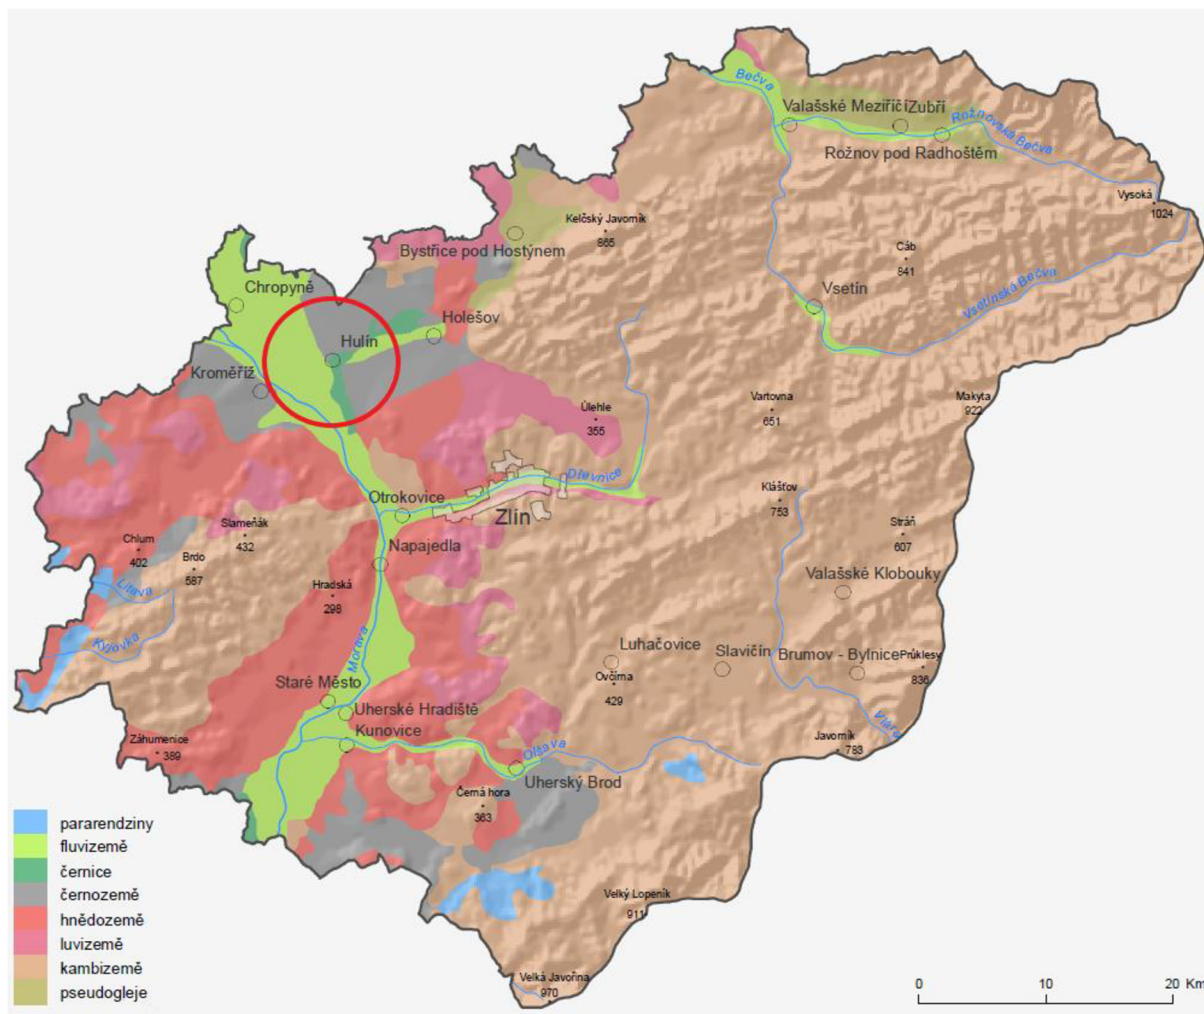 Bečva
Valašské Meziříčí
Zubří
Rožnovská Bečva
Rožnov pod Radhoštěm
Vysoká
1024
Kelčský Javorník
865
Bystřice pod Hostýnem
Cáb
841
Chropyně
Holešov
Vsetín
Vsetínská Bečva
Hulín
Kroměříž
Úlehle
355
Vartovna
651
Makyta
922
Dřevnice
Otrokovice
Zlín
Klášťov
753
Slameňák
432
Chlum
402
Brdo
587
Napajedla
Stráň
607
Litava
Hradská
298
Valašské Klobouky
Kyjovka
Morava
Luhačovice
Slavičín
Brumov - Bylnice
Průklesy
836
Ovčírna
429
Staré Město
Uherské Hradiště
Kunovice
Vlára
Záhumenice
389
Olšava
Javorník
783
Uherský Brod
Černá hora
363
pararendziny
fluvizemě
černice
černozemě
hnědozemě
luvizemě
kambizemě
pseudogleje
Velký Lopeník
911
Velká Javořina
970
0 10 20 Km